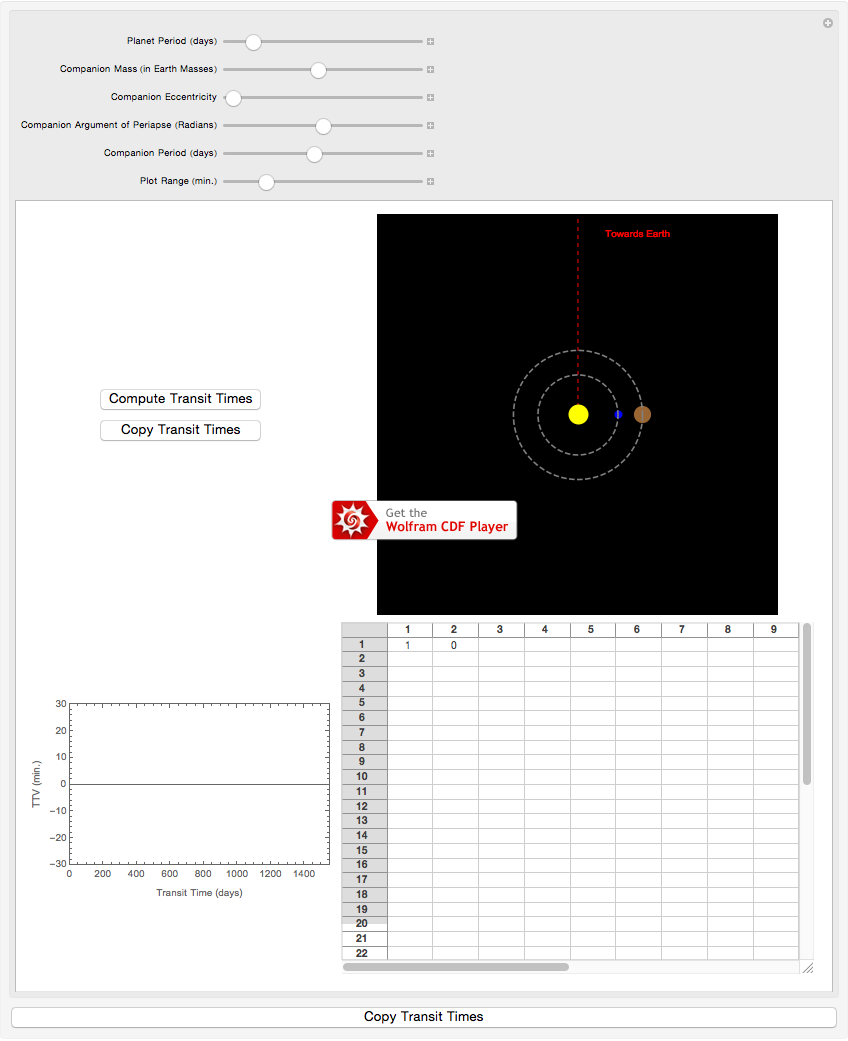 Planet Period (days)
Companion Mass (in Earth Masses)
Companion Eccentricity
Companion Argument of Periapse (Radians)
Companion Period (days)
Plot Range (min.)
Towards Earth
Compute Transit Times
Copy Transit Times
Get the
Wolfram CDF Player
1 2 3 4 5 6 7 8 9
1 1 0
2
3
4
5
6
7
8
9
10
11
12
13
14
15
16
17
18
19
20
21
22
30
20
10
0
−10
−20
−30
TTV (min.)
0 200 400 600 800 1000 1200 1400
Transit Time (days)
Copy Transit Times